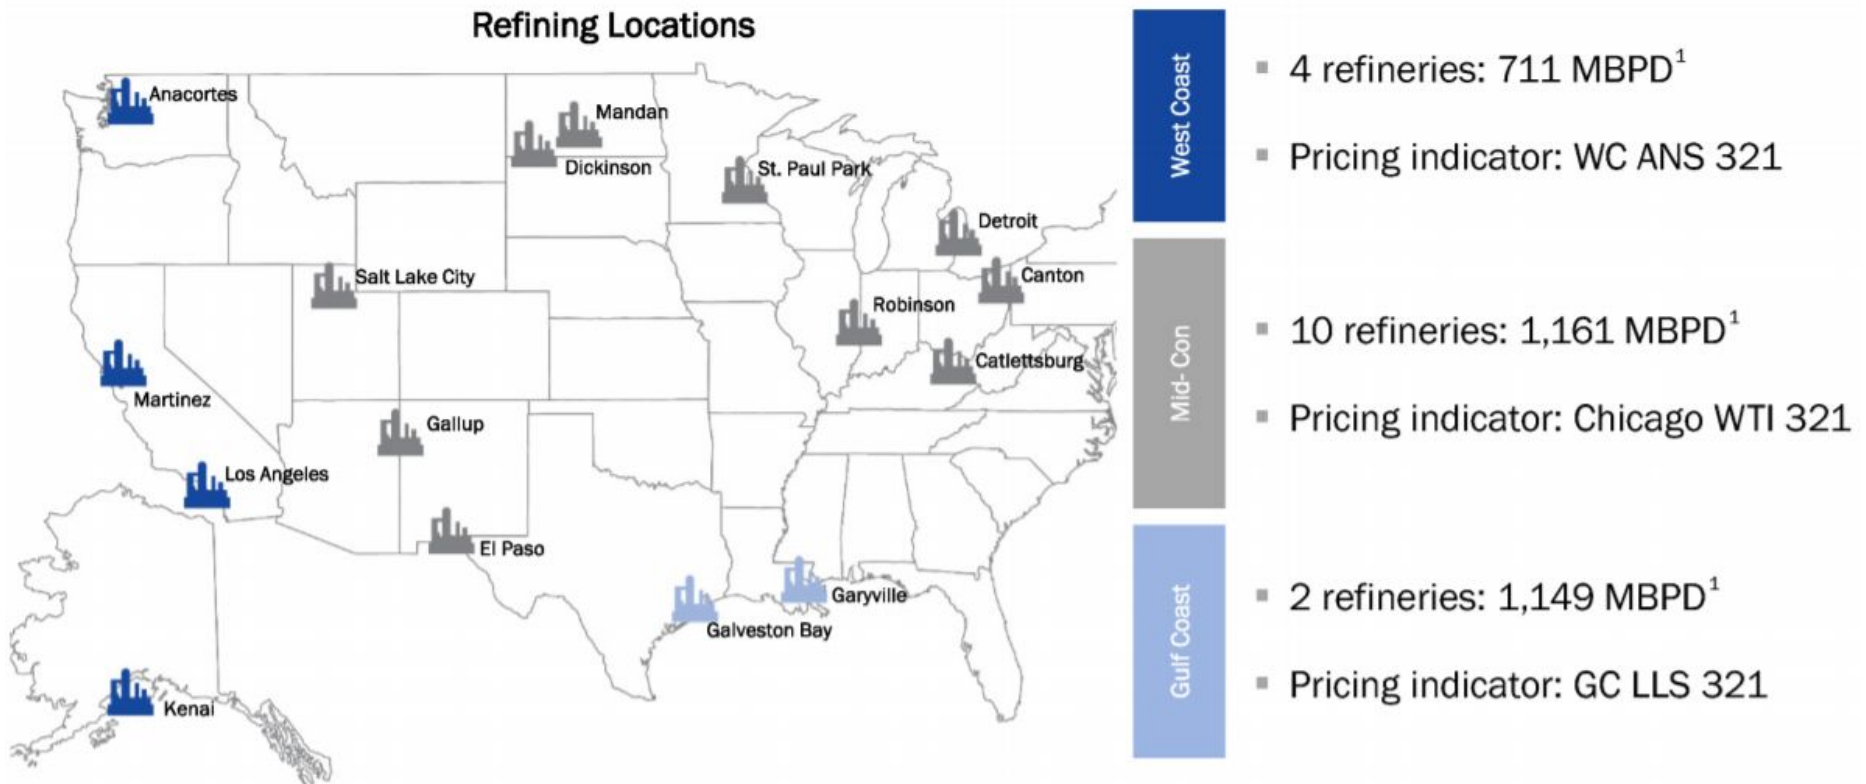 Refining Locations
Anacortes
Mandan
Dickinson
St. Paul Park
Detroit
Salt Lake City
Canton
Robinson
Catlettsburg
Martinez
Gallup
Los Angeles
El Paso
Garyville
Galveston Bay
Kenai
West Coast
4 refineries: 711 MBPD¹
Pricing indicator: WC ANS 321
Mid- Con
10 refineries: 1,161 MBPD¹
Pricing indicator: Chicago WTI 321
Gulf Coast
2 refineries: 1,149 MBPD¹
Pricing indicator: GC LLS 321